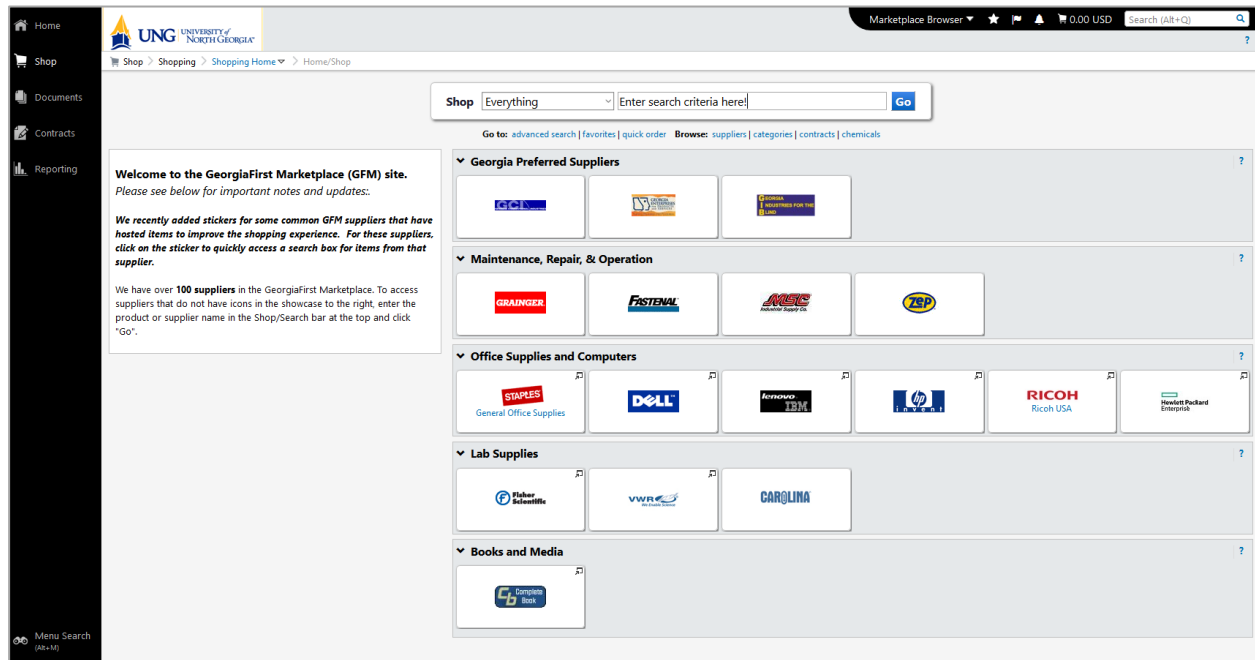 Home
Shop
Documents
Contracts
Reporting
Menu Search
(Alt+M)
UNG UNIVERSITY of
NORTH GEORGIA
Marketplace Browser 0.00 USD Search (Alt+Q)
?
Shop > Shopping > Shopping Home > Home/Shop
Shop Everything Enter search criteria here! Go
Go to: advanced search | favorites | quick order Browse: suppliers | categories | contracts | chemicals
Welcome to the GeorgiaFirst Marketplace (GFM) site.
Please see below for important notes and updates:.
We recently added stickers for some common GFM suppliers that have
hosted items to improve the shopping experience. For these suppliers,
click on the sticker to quickly access a search box for items from that
supplier.
We have over 100 suppliers in the GeorgiaFirst Marketplace. To access
suppliers that do not have icons in the showcase to the right, enter the
product or supplier name in the Shop/Search bar at the top and click
"Go".
Georgia Preferred Suppliers ?
GCI
GEORGIA
ENTERPRISES
GEORGIA
INDUSTRIES FOR THE
BLIND
Maintenance, Repair, & Operation ?
GRAINGER
FASTENAL
MSC
Industrial Supply Co.
ZEP
Office Supplies and Computers ?
STAPLES
General Office Supplies
DELL
lenovo
IBM
hp
invent
RICOH
Ricoh USA
Hewlett Packard
Enterprise
Lab Supplies ?
Fisher
Scientific
VWR
We Enable Science
CAROLINA
Books and Media ?
Cb Complete
Book